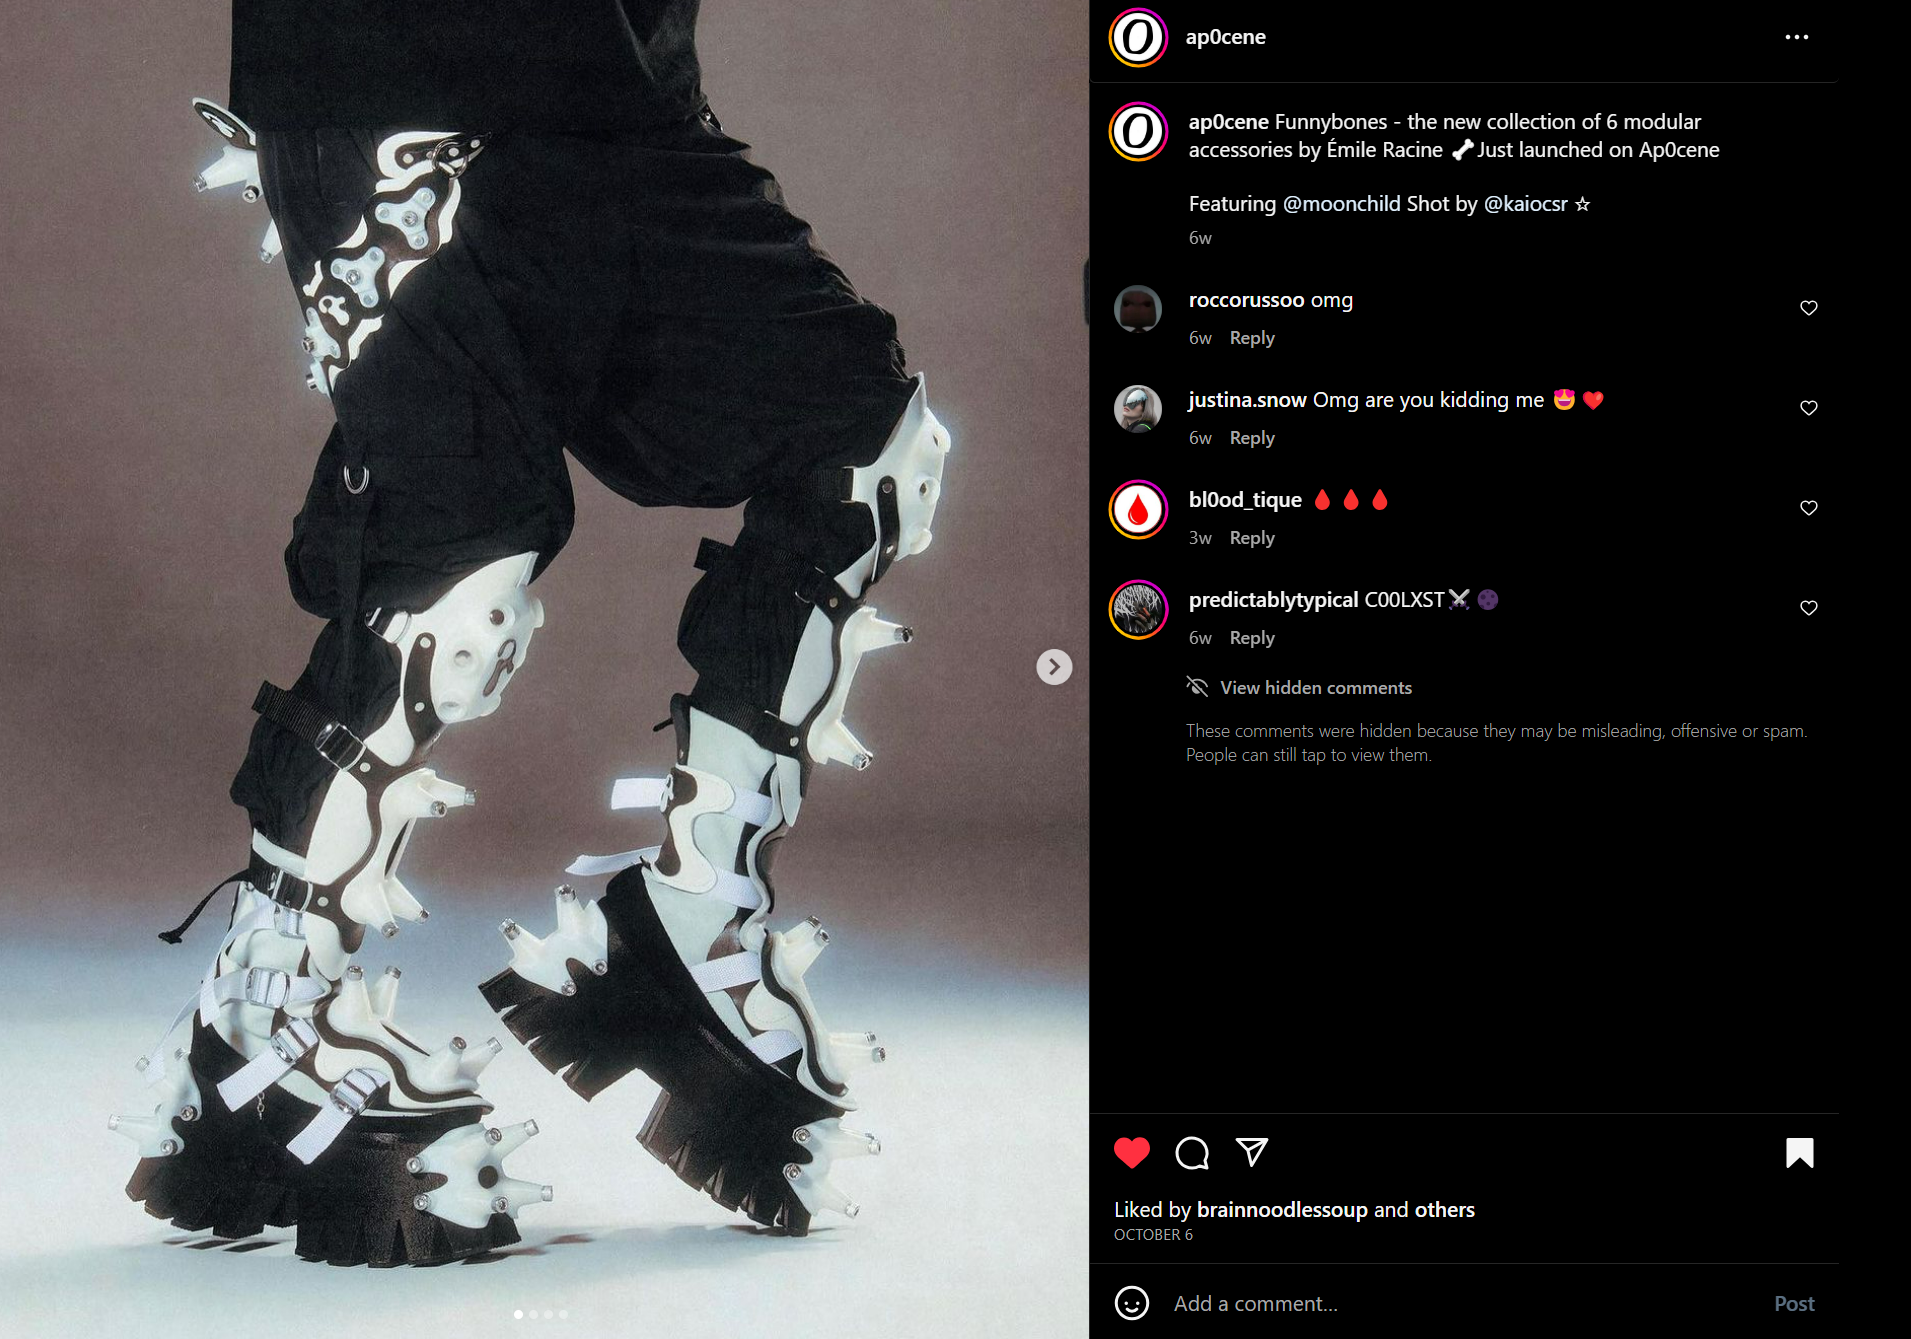 ap0cene
ap0cene Funnybones - the new collection of 6 modular
accessories by Émile Racine 🦴Just launched on Ap0cene
Featuring @moonchild Shot by @kaiocsr ☆
6w
roccorussoo omg
6w Reply
justina.snow Omg are you kidding me 😍❤️
6w Reply
bl0od_tique 🩸🩸🩸
3w Reply
predictablytypical C00LXST⚔️🌑
6w Reply
View hidden comments
These comments were hidden because they may be misleading, offensive or spam.
People can still tap to view them.
Liked by brainnoodlessoup and others
OCTOBER 6
Add a comment...
Post